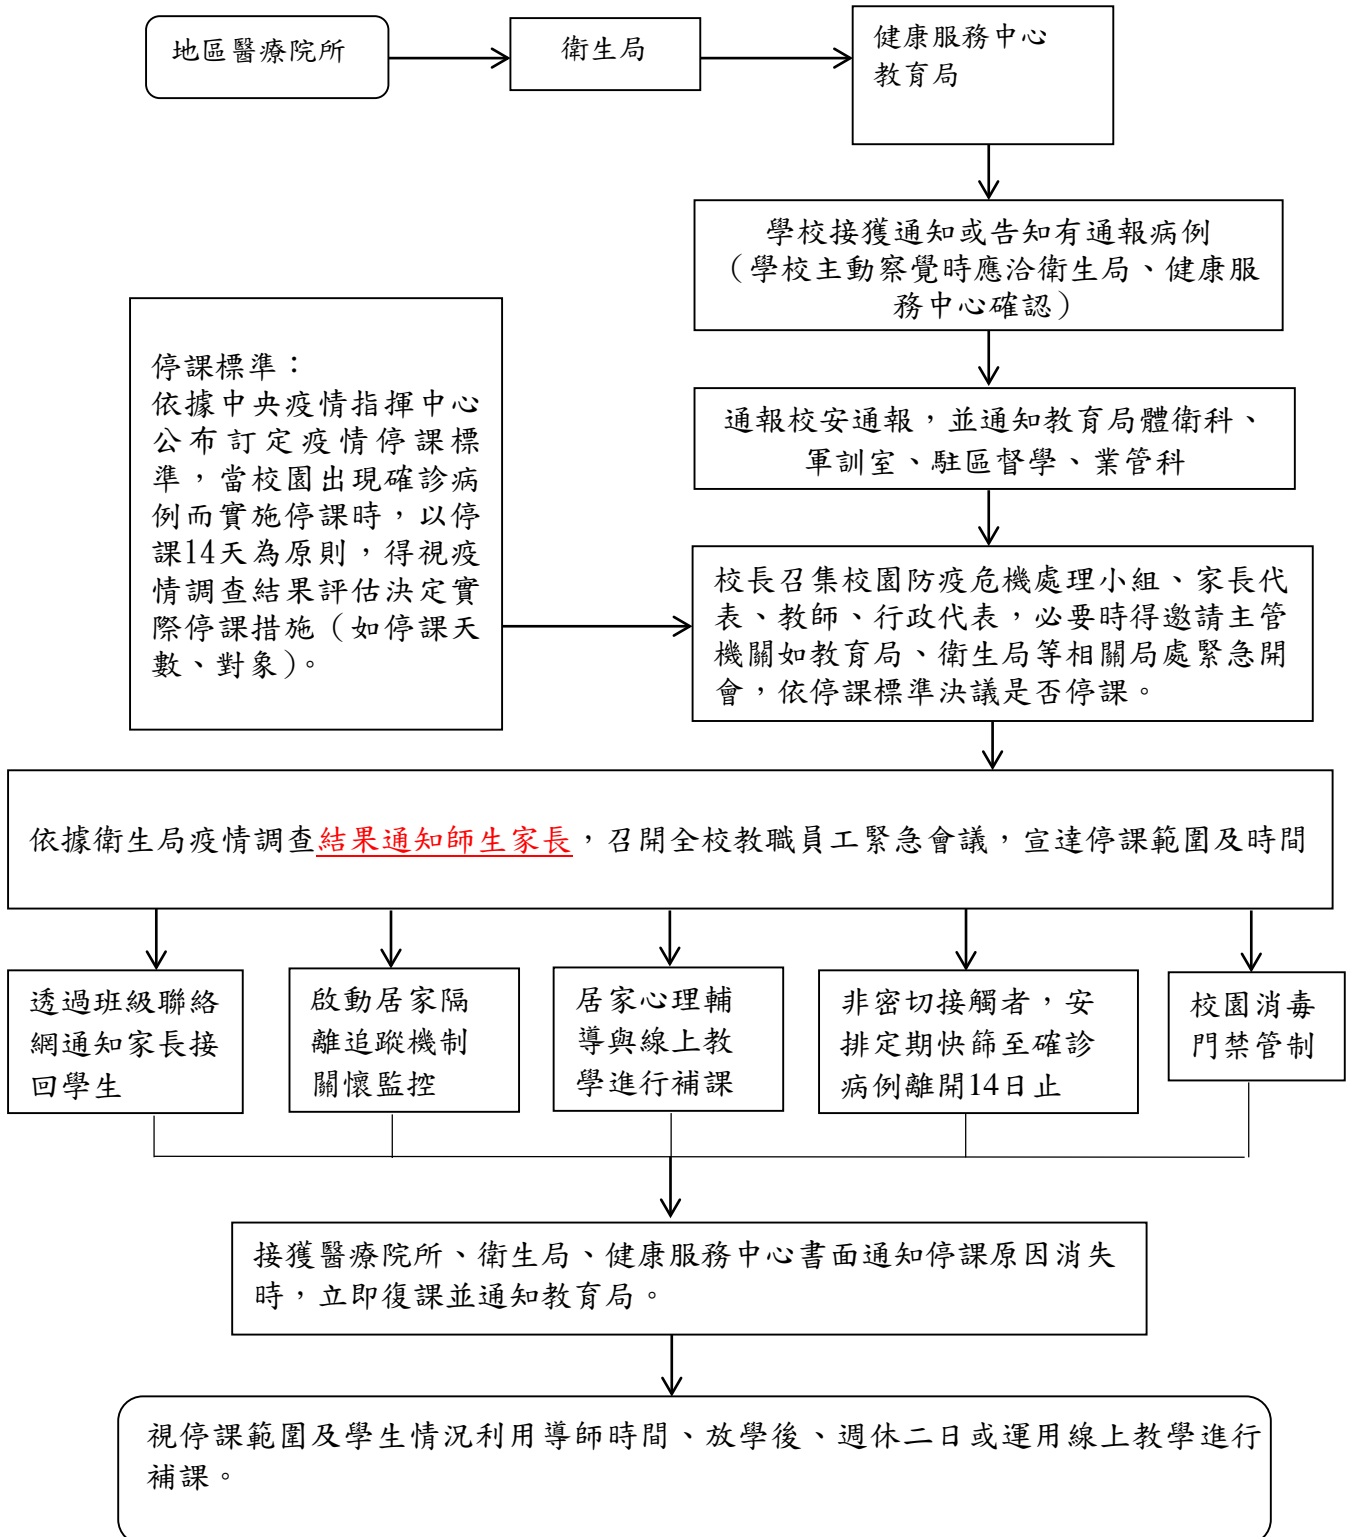 地區醫療院所
衛生局
健康服務中心
教育局
學校接獲通知或告知有通報病例
（學校主動察覺時應洽衛生局、健康服
務中心確認）
停課標準：
依據中央疫情指揮中心
公布訂定疫情停課標
準，當校園出現確診病
例而實施停課時，以停
課14天為原則，得視疫
情調查結果評估決定實
際停課措施（如停課天
數、對象）。
通報校安通報，並通知教育局體衛科、
軍訓室、駐區督學、業管科
校長召集校園防疫危機處理小組、家長代
表、教師、行政代表，必要時得邀請主管
機關如教育局、衛生局等相關局處緊急開
會，依停課標準決議是否停課。
依據衛生局疫情調查結果通知師生家長，召開全校教職員工緊急會議，宣達停課範圍及時間
透過班級聯絡
網通知家長接
回學生
啟動居家隔
離追蹤機制
關懷監控
居家心理輔
導與線上教
學進行補課
非密切接觸者，安
排定期快篩至確診
病例離開14日止
校園消毒
門禁管制
接獲醫療院所、衛生局、健康服務中心書面通知停課原因消失
時，立即復課並通知教育局。
視停課範圍及學生情況利用導師時間、放學後、週休二日或運用線上教學進行
補課。